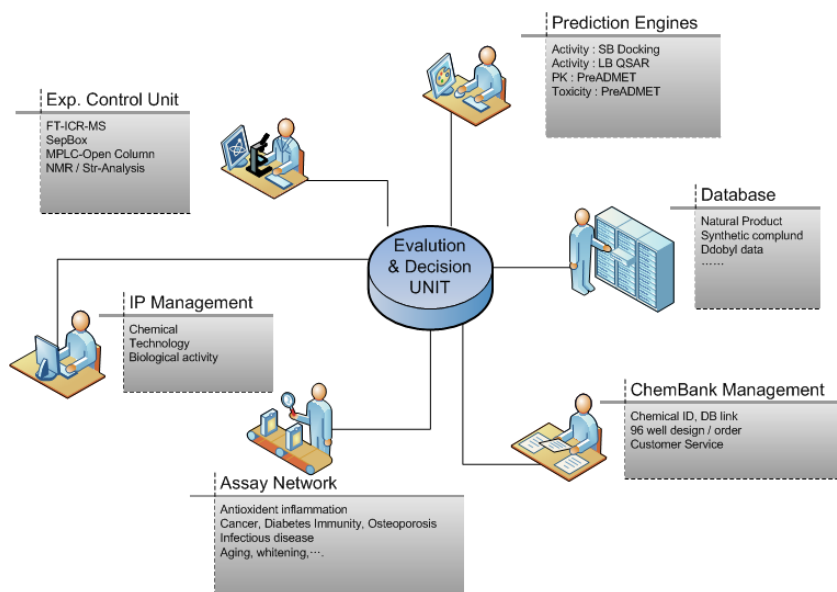 Prediction Engines
Activity : SB Docking
Activity : LB QSAR
PK : PreADMET
Toxicity : PreADMET
Exp. Control Unit
FT-ICR-MS
SepBox
MPLC-Open Column
NMR / Str-Analysis
Database
Natural Product
Synthetic complund
Ddobyl data
……
Evalution
& Decision
UNIT
IP Management
Chemical
Technology
Biological activity
ChemBank Management
Chemical ID, DB link
96 well design / order
Customer Service
Assay Network
Antioxident inflammation
Cancer, Diabetes Immunity, Osteoporosis
Infectious disease
Aging, whitening,….